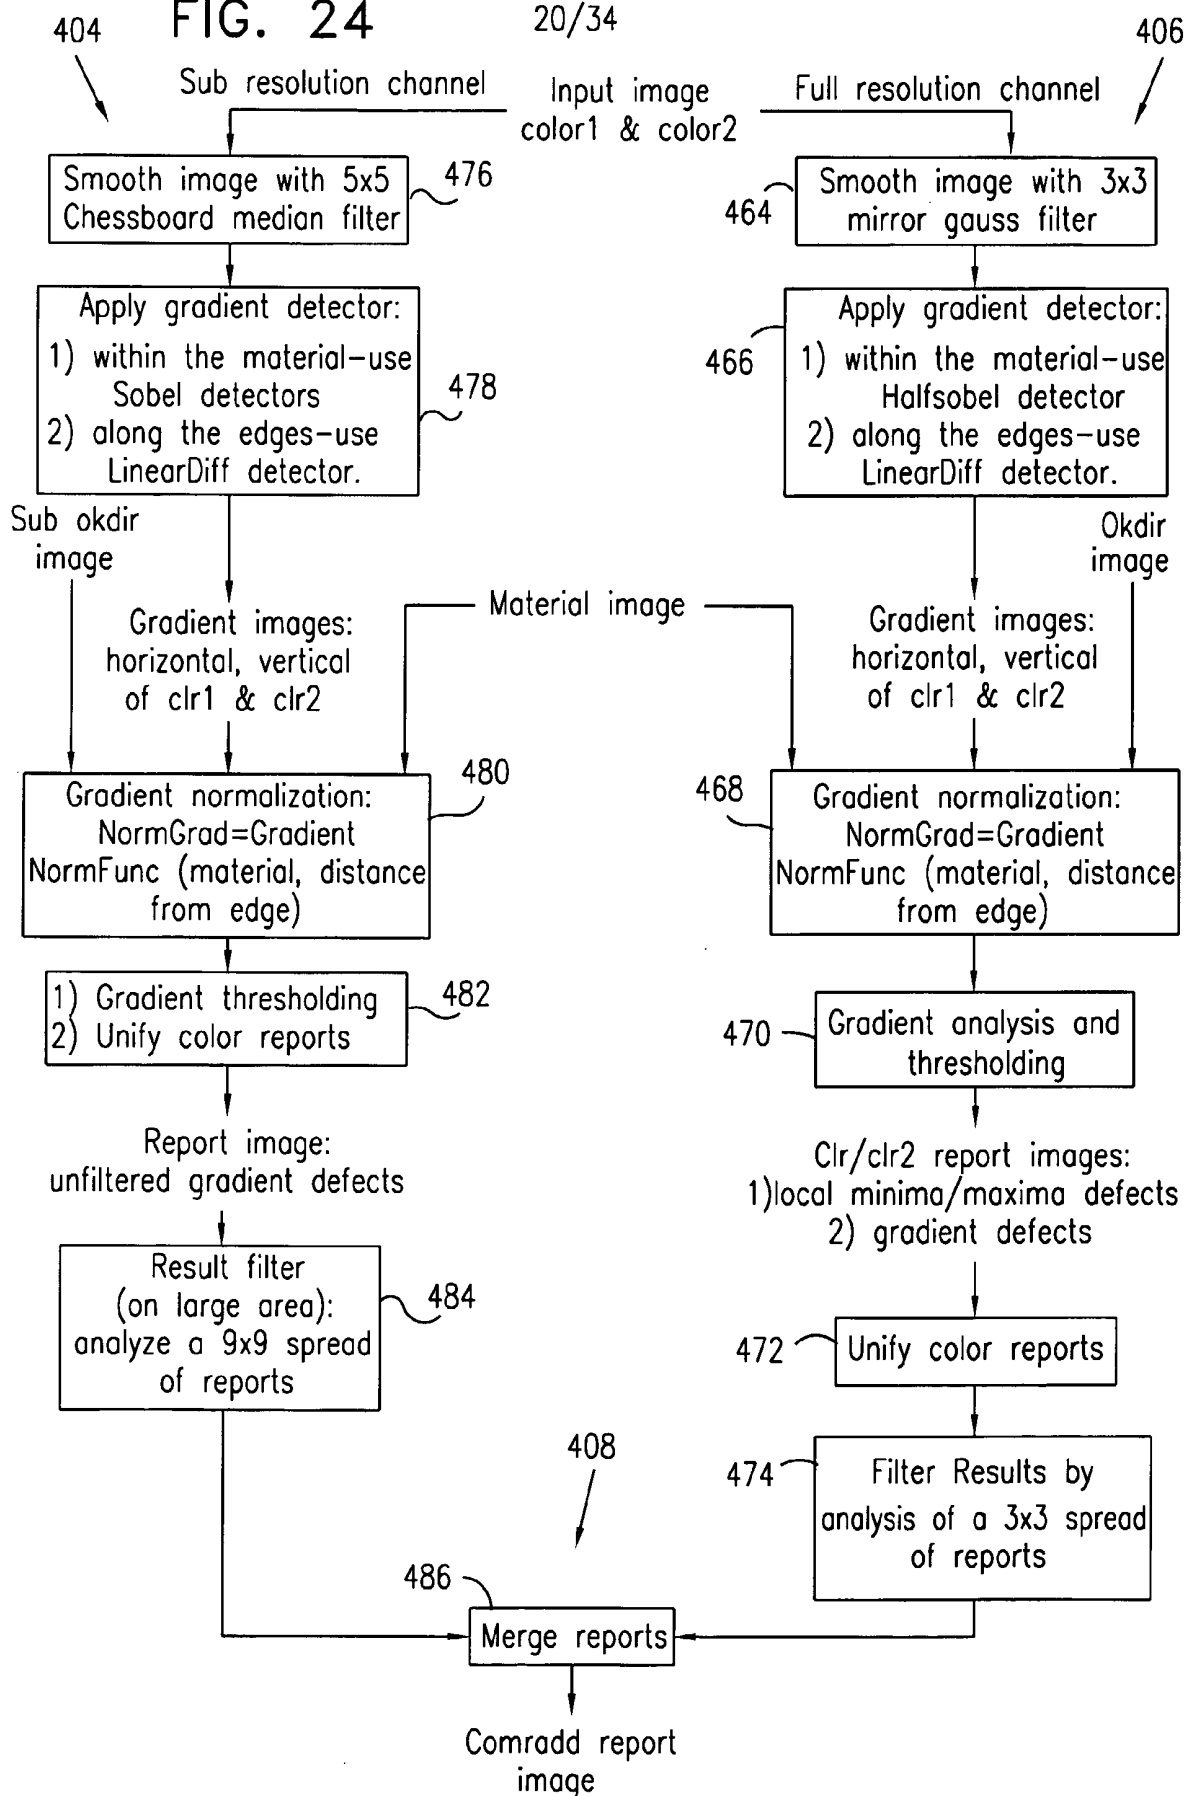 FIG. 24
20/34
404
406
Sub resolution channel
Input image
color1 & color2
Full resolution channel
Smooth image with 5x5
Chessboard median filter
476
464
Smooth image with 3x3
mirror gauss filter
Apply gradient detector:
1) within the material-use
Sobel detectors
2) along the edges-use
LinearDiff detector.
478
466
Apply gradient detector:
1) within the material-use
Halfsobel detector
2) along the edges-use
LinearDiff detector.
Sub okdir
image
Okdir
image
Material image
Gradient images:
horizontal, vertical
of clr1 & clr2
Gradient images:
horizontal, vertical
of clr1 & clr2
480
468
Gradient normalization:
NormGrad=Gradient
NormFunc (material, distance
from edge)
Gradient normalization:
NormGrad=Gradient
NormFunc (material, distance
from edge)
1) Gradient thresholding
2) Unify color reports
482
470
Gradient analysis and
thresholding
Report image:
unfiltered gradient defects
Clr/clr2 report images:
1)local minima/maxima defects
2) gradient defects
Result filter
(on large area):
analyze a 9x9 spread
of reports
484
472
Unify color reports
408
474
Filter Results by
analysis of a 3x3 spread
of reports
486
Merge reports
Comradd report
image